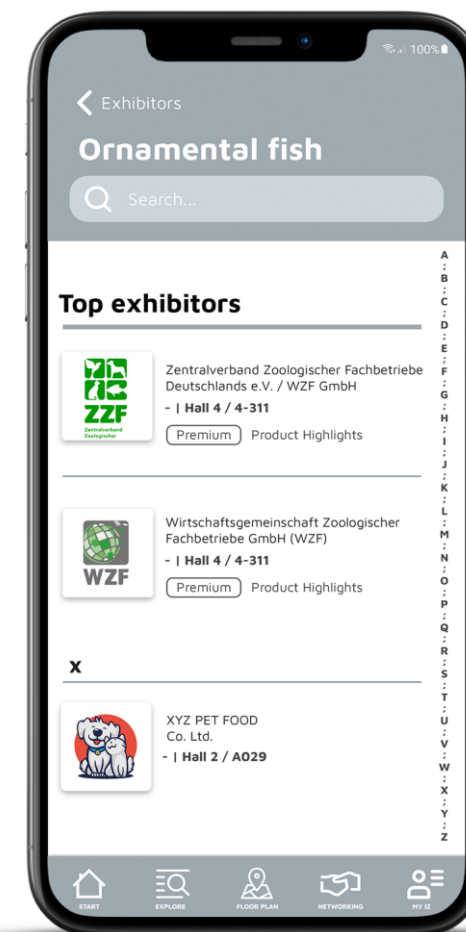 100%
Exhibitors
Ornamental fish
Search...
Top exhibitors
ZZF
Zentralverband
Zoologischer
Zentralverband Zoologischer Fachbetriebe
Deutschlands e.V. / WZF GmbH
- | Hall 4 / 4-311
Premium Product Highlights
WZF
Wirtschaftsgemeinschaft Zoologischer
Fachbetriebe GmbH (WZF)
- | Hall 4 / 4-311
Premium Product Highlights
X
XYZ PET FOOD
Co. Ltd.
- | Hall 2 / A029
A
:
B
:
C
:
D
:
E
:
F
:
G
:
H
:
I
:
J
:
K
:
L
:
M
:
N
:
O
:
P
:
Q
:
R
:
S
:
T
:
U
:
V
:
W
:
X
:
Y
:
Z
START
EXPLORE
FLOOR PLAN
NETWORKING
MY IZ